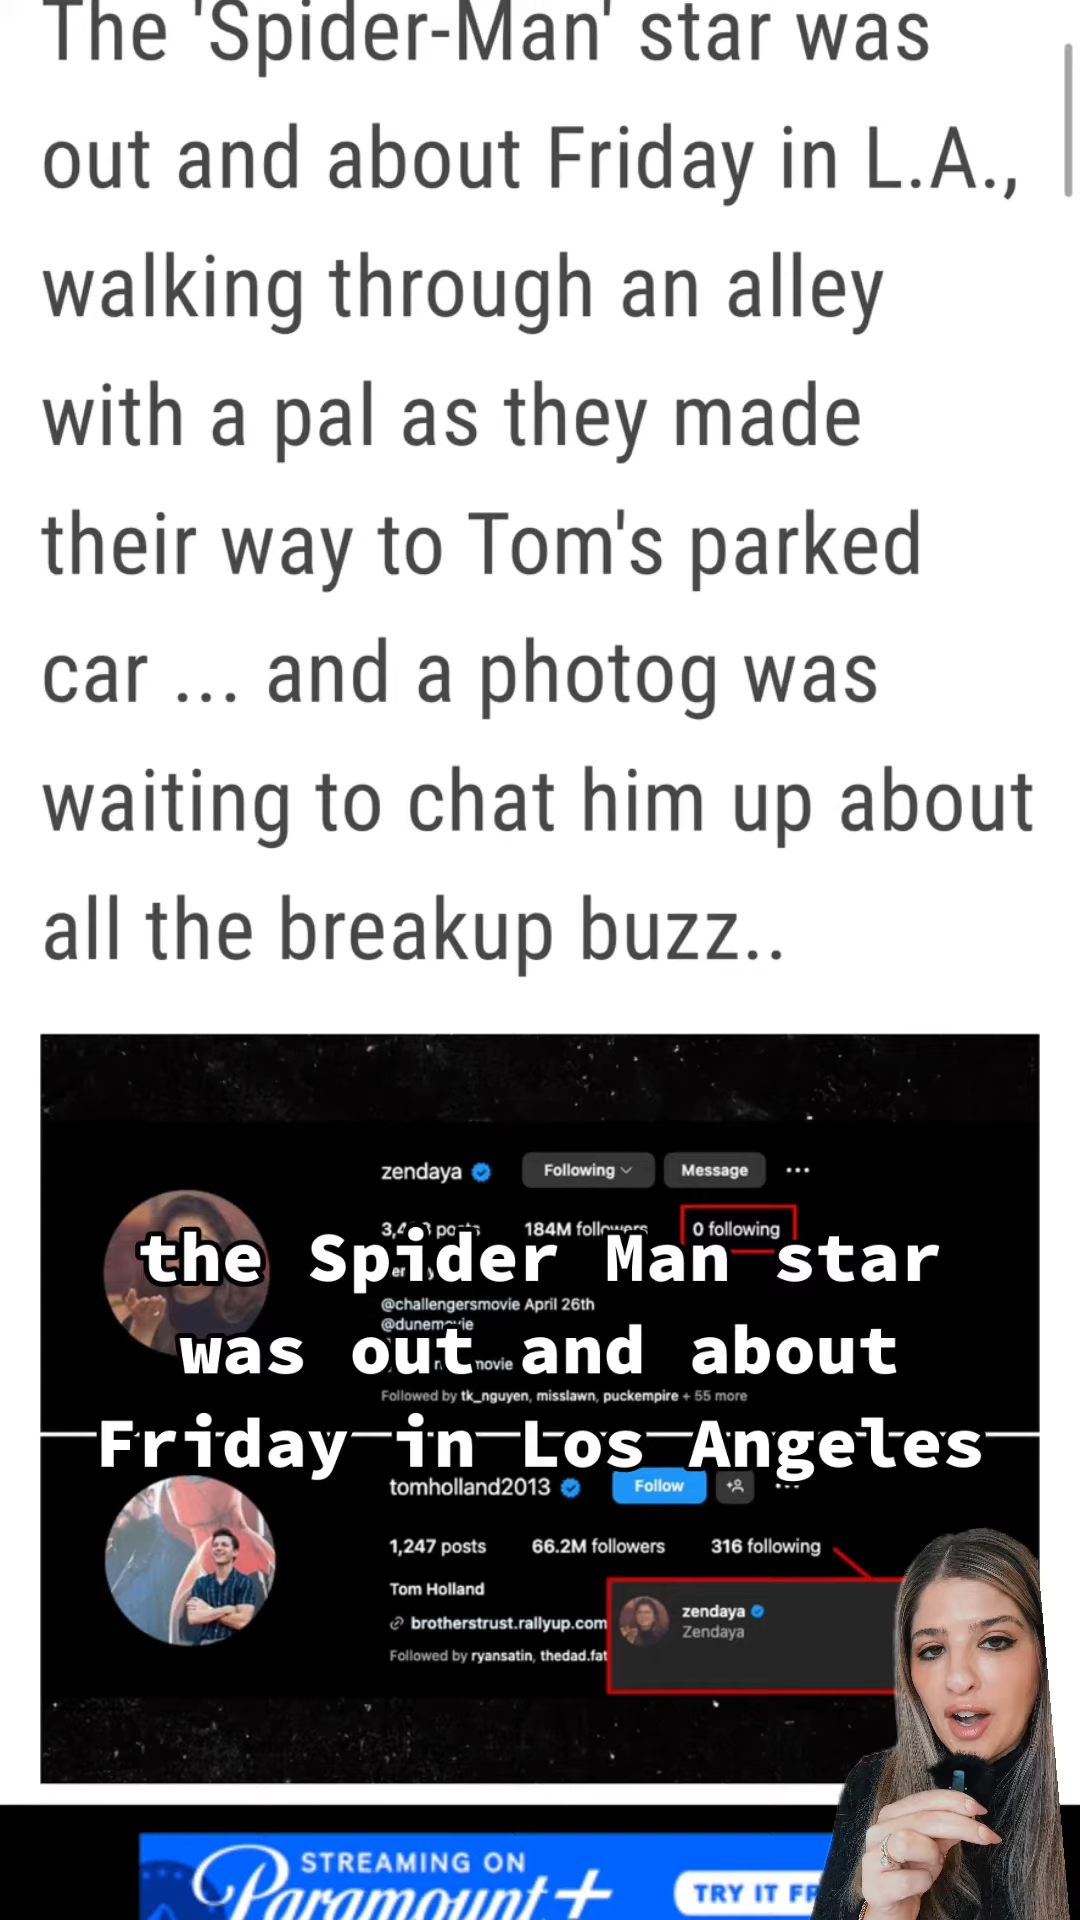 The 'Spider-Man' star was
out and about Friday in L.A.,
walking through an alley
with a pal as they made
their way to Tom's parked
car ... and a photog was
waiting to chat him up about
all the breakup buzz..
zendaya
Following
Message
184M followers
0 following
the Spider Man star
@challengersmovie April 26th
@dunemovie
was out and about
Followed by tk_nguyen, misslawn, puckempire + 55 more
Friday in Los Angeles
tomholland2013
Follow
1,247 posts
66.2M followers
316 following
Tom Holland
zendaya
brotherstrust.rallyup.com
Zendaya
Followed by ryansatin, thedad.fat
STREAMING ON
Paramount+
TRY IT